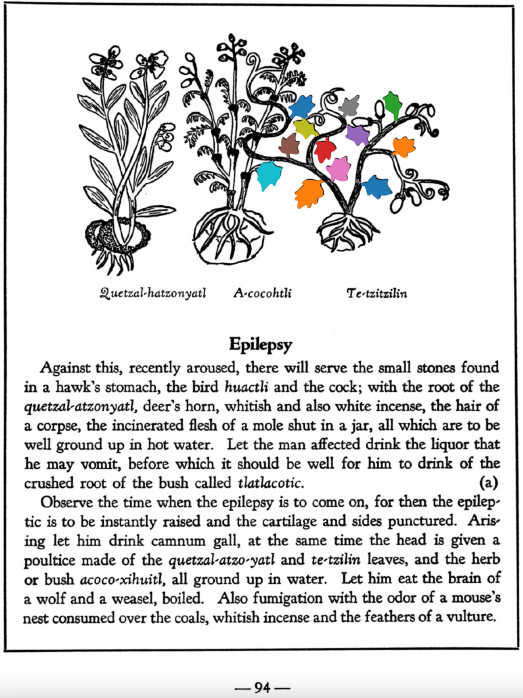 Quetzal-hatzonyatl A-cocohtli Te-tzitzilin
Epilepsy
Against this, recently aroused, there will serve the small stones found
in a hawk's stomach, the bird huactli and the cock; with the root of the
quetzal-atzonyatl, deer's horn, whitish and also white incense, the hair of
a corpse, the incinerated flesh of a mole shut in a jar, all which are to be
well ground up in hot water. Let the man affected drink the liquor that
he may vomit, before which it should be well for him to drink of the
crushed root of the bush called tlatlacotic. (a)
Observe the time when the epilepsy is to come on, for then the epilep-
tic is to be instantly raised and the cartilage and sides punctured. Aris-
ing let him drink camnum gall, at the same time the head is given a
poultice made of the quetzal-atzo-yatl and te-tzilin leaves, and the herb
or bush acoco-xihuitl, all ground up in water. Let him eat the brain of
a wolf and a weasel, boiled. Also fumigation with the odor of a mouse's
nest consumed over the coals, whitish incense and the feathers of a vulture.
— 94 —